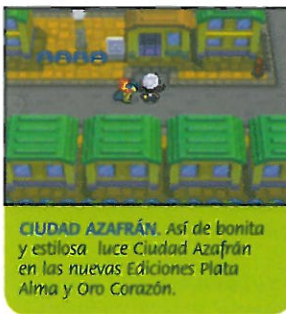 CIUDAD AZAFRÁN. Así de bonita
y estilosa luce Ciudad Azafrán
en las nuevas Ediciones Plata
Alma y Oro Corazón.